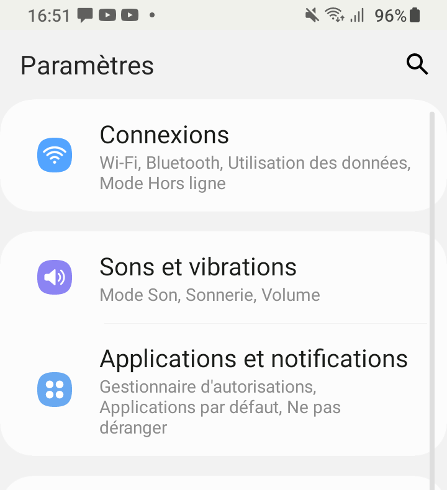 16:51 96%
Paramètres
Connexions
Wi-Fi, Bluetooth, Utilisation des données,
Mode Hors ligne
Sons et vibrations
Mode Son, Sonnerie, Volume
Applications et notifications
Gestionnaire d'autorisations,
Applications par défaut, Ne pas
déranger